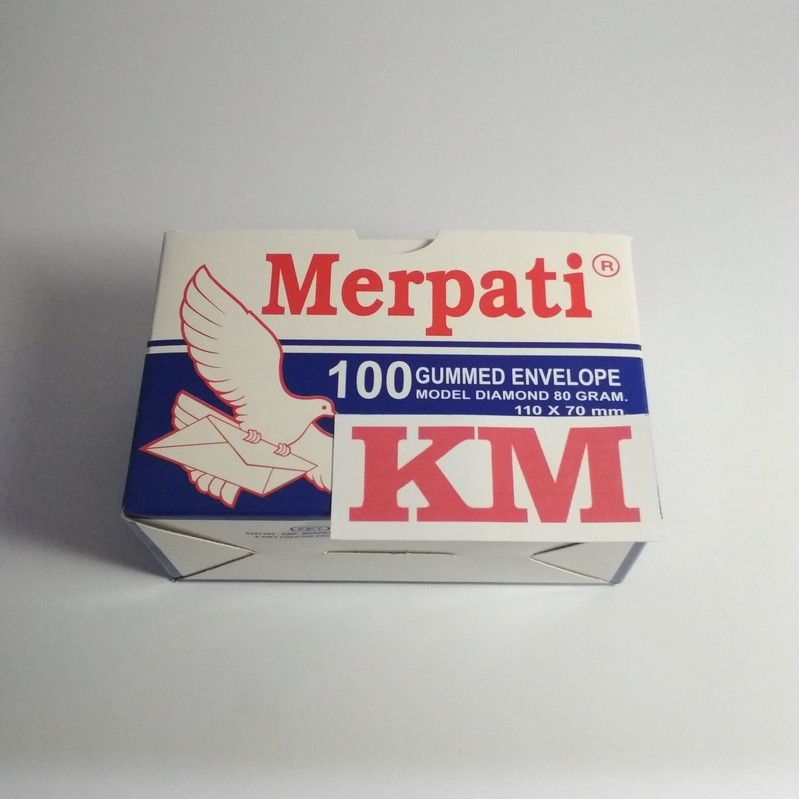 Merpati ®
100 GUMMED ENVELOPE
MODEL DIAMOND 80 GRAM.
110 X 70 mm
KM